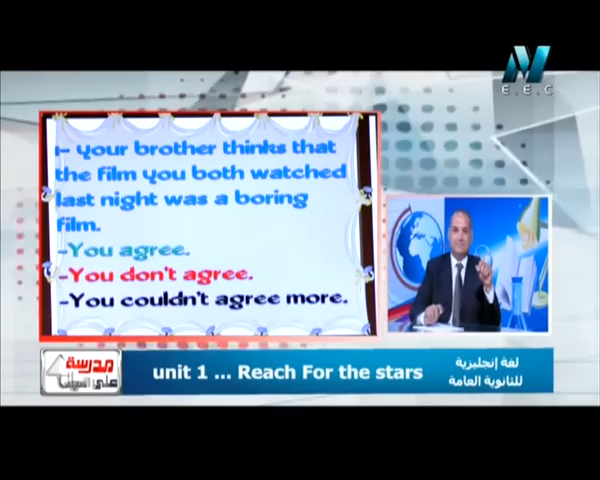 E.E.C
1- Your brother thinks that
the film you both watched
last night was a boring
film.
-You agree.
-You don't agree.
-You couldn't agree more.
مدرسة
على الهواء
unit 1 ... Reach For the stars
لغة إنجليزية
للثانوية العامة